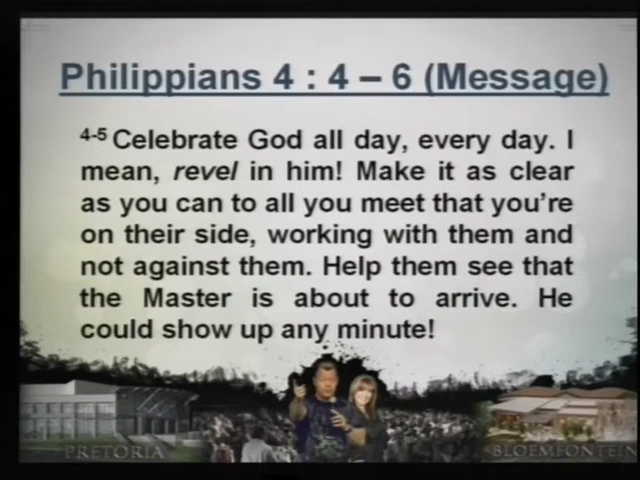 Philippians 4 : 4 – 6 (Message)
4-5 Celebrate God all day, every day. I
mean, revel in him! Make it as clear
as you can to all you meet that you’re
on their side, working with them and
not against them. Help them see that
the Master is about to arrive. He
could show up any minute!
PRETORIA
BLOEMFONTEIN